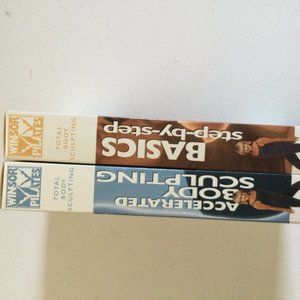 WINSOR
PILATES
TOTAL
BODY
SCULPTING
BASICS
step-by-step
WINSOR
PILATES
TOTAL
BODY
SCULPTING
ACCELERATED
BODY
SCULPTING